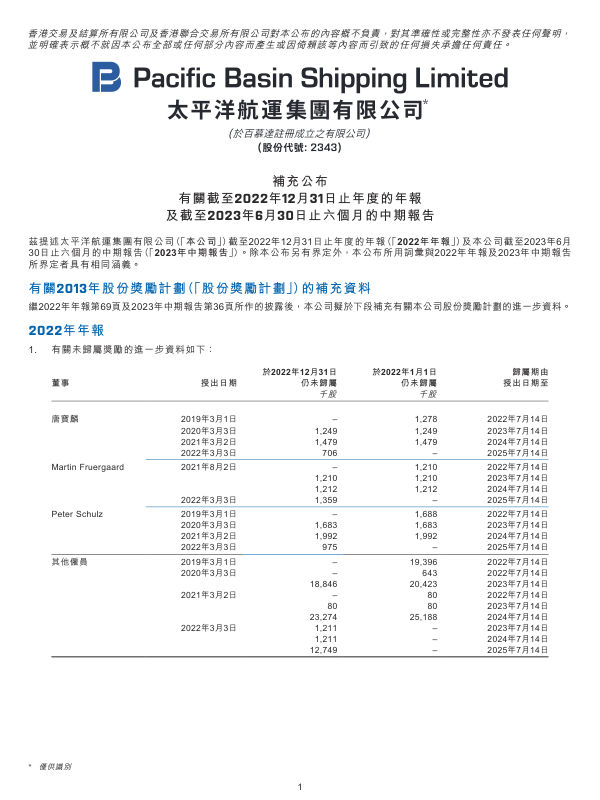 香港交易及結算所有限公司及香港聯合交易所有限公司對本公布的內容概不負責，對其準確性或完整性亦不發表任何聲明，
並明確表示概不就因本公布全部或任何部分內容而產生或因倚賴該等內容而引致的任何損失承擔任何責任。
Pacific Basin Shipping Limited
太平洋航運集團有限公司*
(於百慕達註冊成立之有限公司)
(股份代號: 2343)
補充公布
有關截至2022年12月31日止年度的年報
及截至2023年6月30日止六個月的中期報告
茲提述太平洋航運集團有限公司(「本公司」)截至2022年12月31日止年度的年報(「2022年年報」)及本公司截至2023年6月
30日止六個月的中期報告(「2023年中期報告」)。除本公布另有界定外，本公布所用詞彙與2022年年報及2023年中期報告
所界定者具有相同涵義。
有關2013年股份獎勵計劃(「股份獎勵計劃」)的補充資料
繼2022年年報第69頁及2023年中期報告第36頁所作的披露後，本公司擬於下段補充有關本公司股份獎勵計劃的進一步資料。
2022年年報
1. 有關未歸屬獎勵的進一步資料如下：
於2022年12月31日 於2022年1月1日 歸屬期由
董事 授出日期 仍未歸屬 仍未歸屬 授出日期至
千股 千股
唐寶麟 2019年3月1日 – 1,278 2022年7月14日
2020年3月3日 1,249 1,249 2023年7月14日
2021年3月2日 1,479 1,479 2024年7月14日
2022年3月3日 706 – 2025年7月14日
Martin Fruergaard 2021年8月2日 – 1,210 2022年7月14日
1,210 1,210 2023年7月14日
1,212 1,212 2024年7月14日
2022年3月3日 1,359 – 2025年7月14日
Peter Schulz 2019年3月1日 – 1,688 2022年7月14日
2020年3月3日 1,683 1,683 2023年7月14日
2021年3月2日 1,992 1,992 2024年7月14日
2022年3月3日 975 – 2025年7月14日
其他僱員 2019年3月1日 – 19,396 2022年7月14日
2020年3月3日 – 643 2022年7月14日
18,846 20,423 2023年7月14日
2021年3月2日 – 80 2022年7月14日
80 80 2023年7月14日
23,274 25,188 2024年7月14日
2022年3月3日 1,211 – 2023年7月14日
1,211 – 2024年7月14日
12,749 – 2025年7月14日
* 僅供識別
1